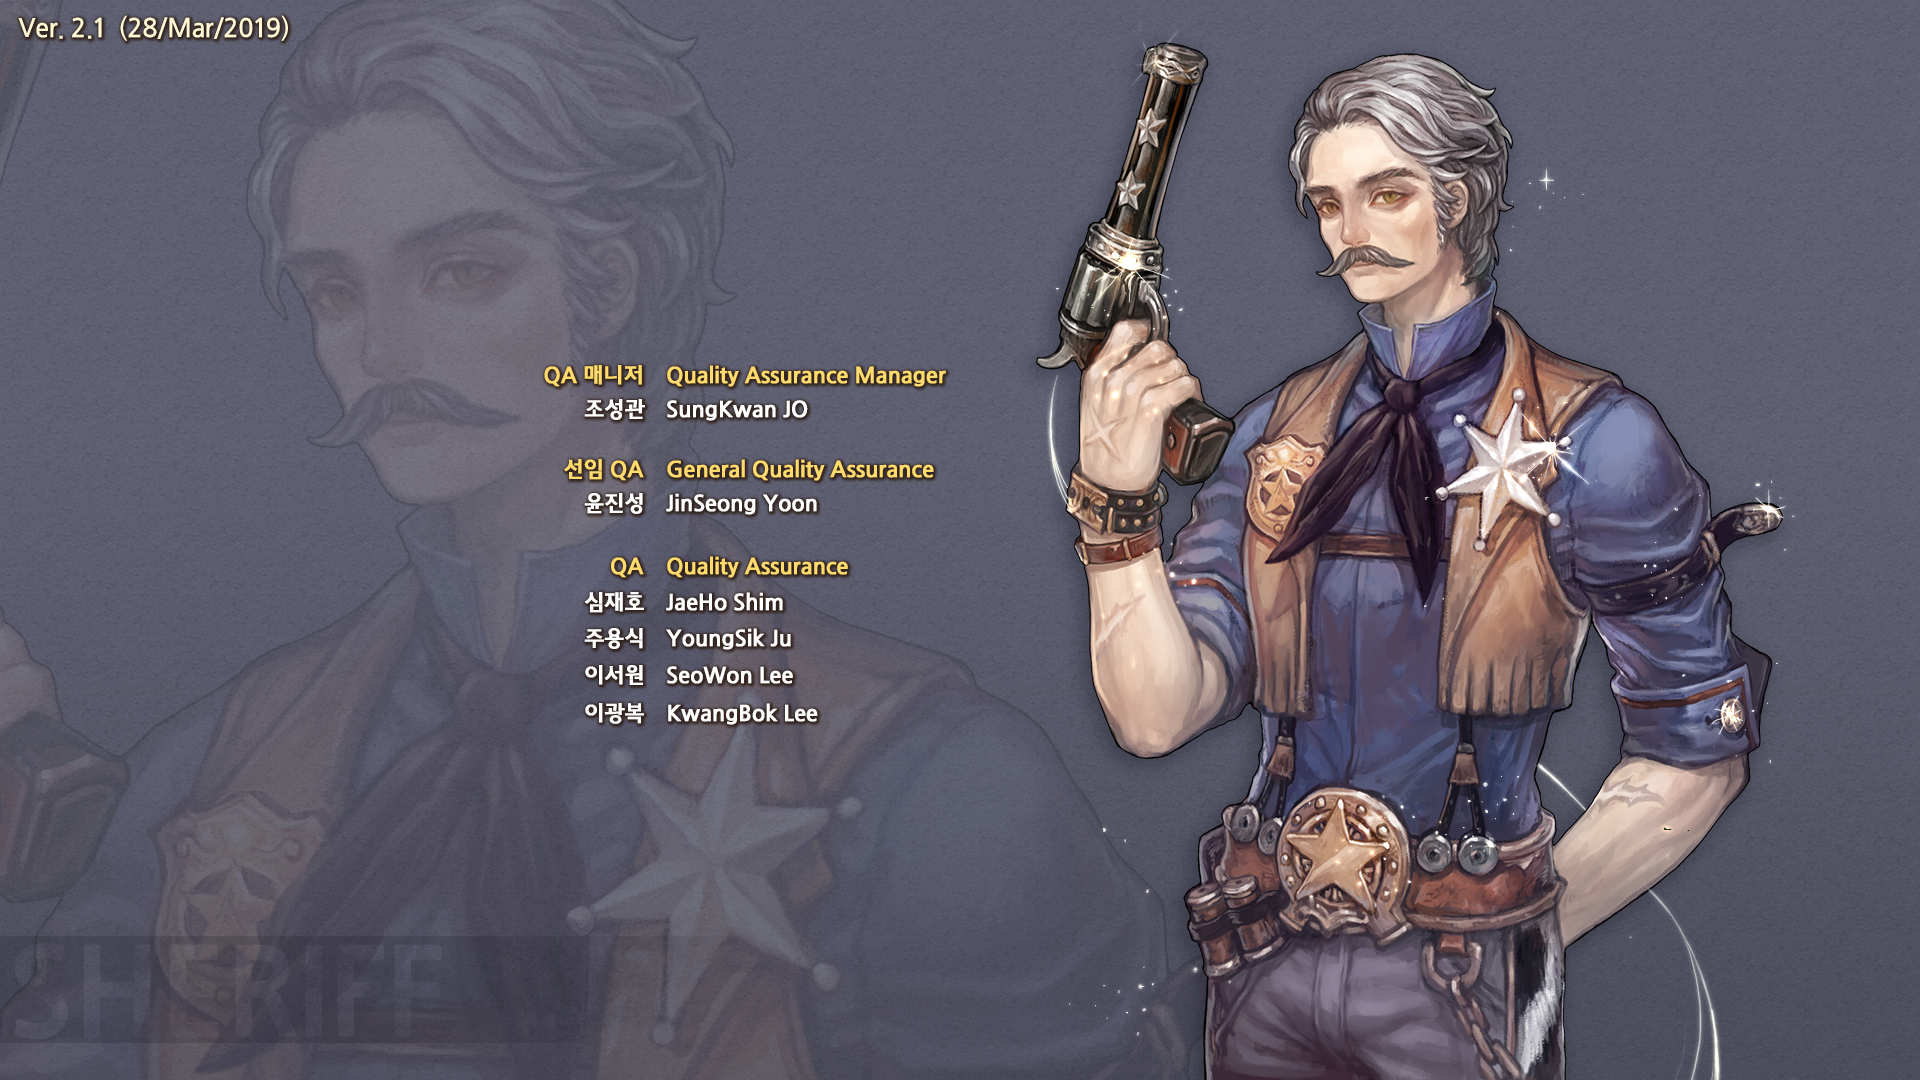 Ver. 2.1 (28/Mar/2019)
QA 매니저 Quality Assurance Manager
조성관 SungKwan JO
선임 QA General Quality Assurance
윤진성 JinSeong Yoon
QA Quality Assurance
심재호 JaeHo Shim
주용식 YoungSik Ju
이서원 SeoWon Lee
이광복 KwangBok Lee
SHERIFF